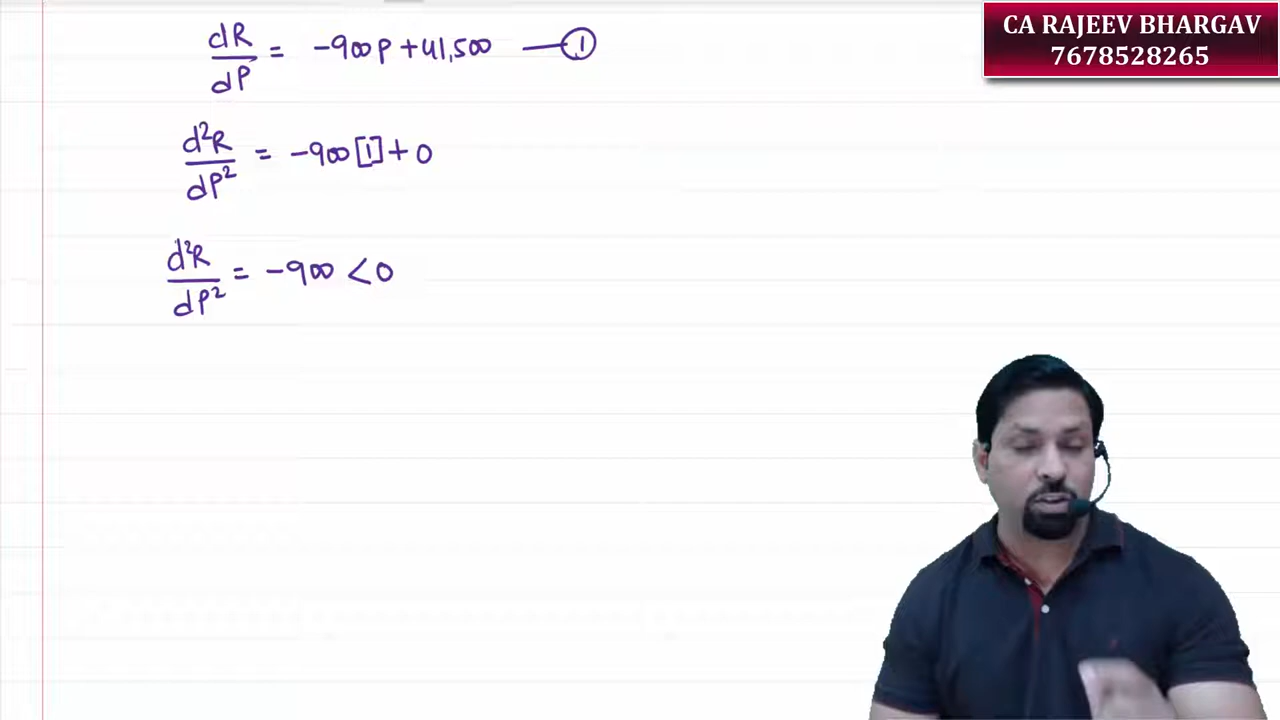 CA RAJEEV BHARGAV
7678528265
dR/dP = -900P + 41,500 — 1
d²R/dP² = -900[1] + 0
d²R/dP² = -900 < 0